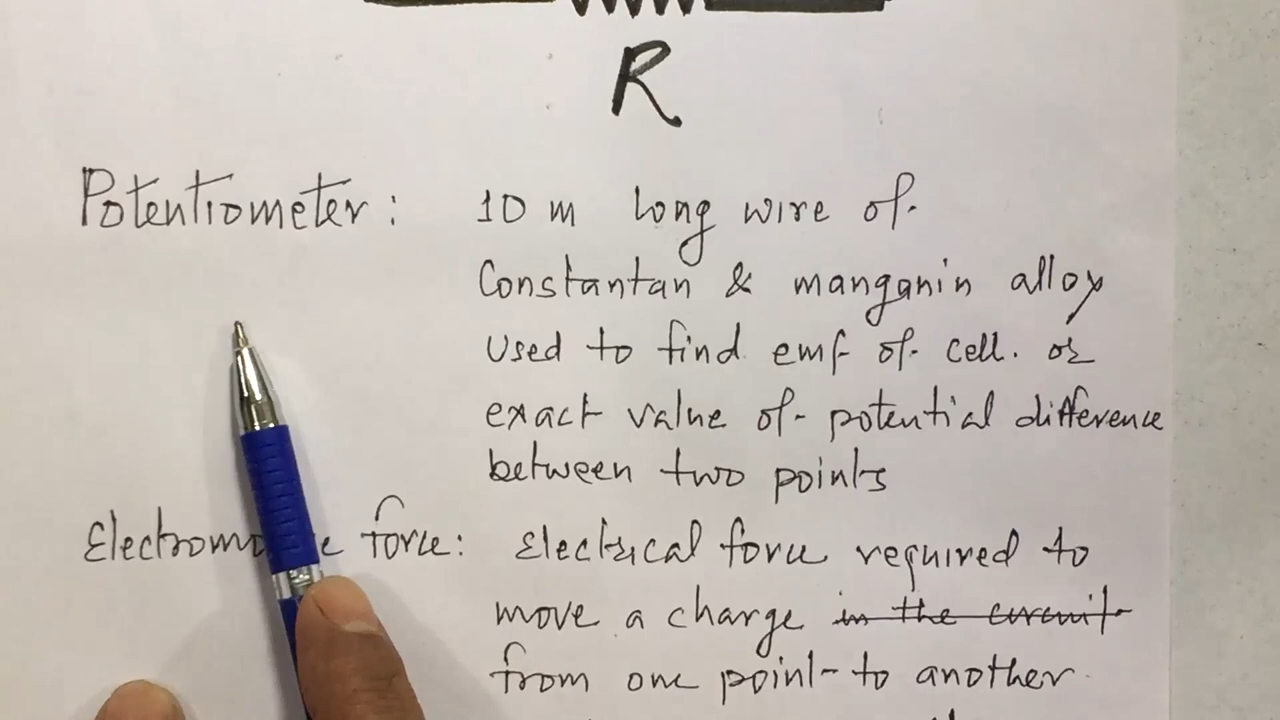 R
Potentiometer: 10 m long wire of
Constantan & manganin alloy
used to find emf of cell. or
exact value of potential difference
between two points
force: Electrical force required to
move a charge in the circuit
from one point to another